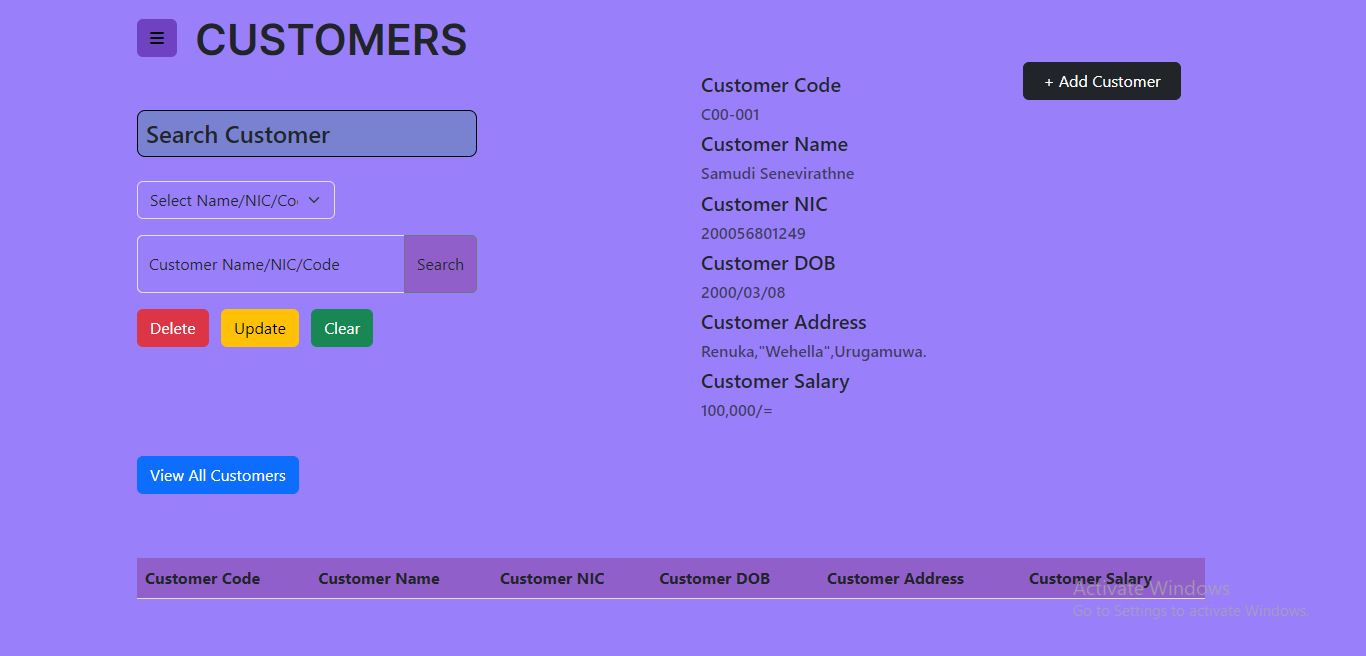 CUSTOMERS
+ Add Customer
Search Customer
Select Name/NIC/Co
Customer Name/NIC/Code
Search
Delete
Update
Clear
Customer Code
C00-001
Customer Name
Samudi Senevirathne
Customer NIC
200056801249
Customer DOB
2000/03/08
Customer Address
Renuka,"Wehella",Urugamuwa.
Customer Salary
100,000/=
View All Customers
Customer Code Customer Name Customer NIC Customer DOB Customer Address Customer Salary
Activate Windows
Go to Settings to activate Windows.